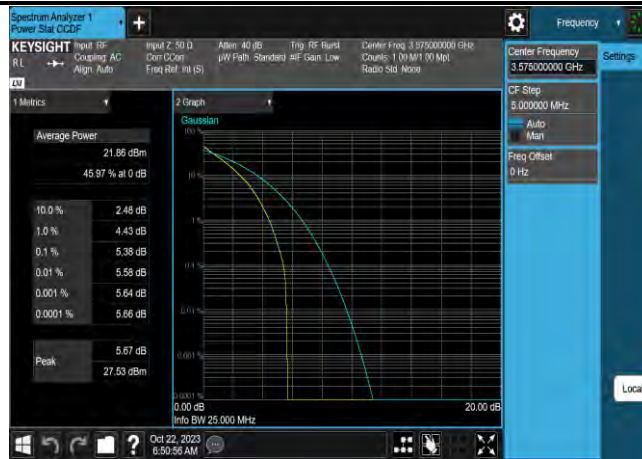 Spectrum Analyzer 1
Power Stat CCDF
Frequency
KEYSIGHT
RL
Input: RF
Coupling: AC
Align: Auto
Input Z: 50 Ω
Corr CCorr
Freq Ref: Int (S)
Atten: 40 dB
µW Path: Standard
Trig: RF Burst
#IF Gain: Low
Center Freq: 3.575000000 GHz
Counts: 1.00 M/1.00 Mpt
Radio Std: None
LM
1 Metrics
Average Power
21.86 dBm
45.97 % at 0 dB
10.0 % 2.48 dB
1.0 % 4.43 dB
0.1 % 5.38 dB
0.01 % 5.58 dB
0.001 % 5.64 dB
0.0001 % 5.66 dB
Peak
5.67 dB
27.53 dBm
2 Graph
Gaussian
100 %
10 %
1 %
0.1 %
0.01 %
0.001 %
0.0001 %
0.00 dB
20.00 dB
Info BW 25.000 MHz
Center Frequency
3.575000000 GHz
Settings
CF Step
5.000000 MHz
Auto
Man
Freq Offset
0 Hz
Local
?
Oct 22, 2023
6:50:56 AM